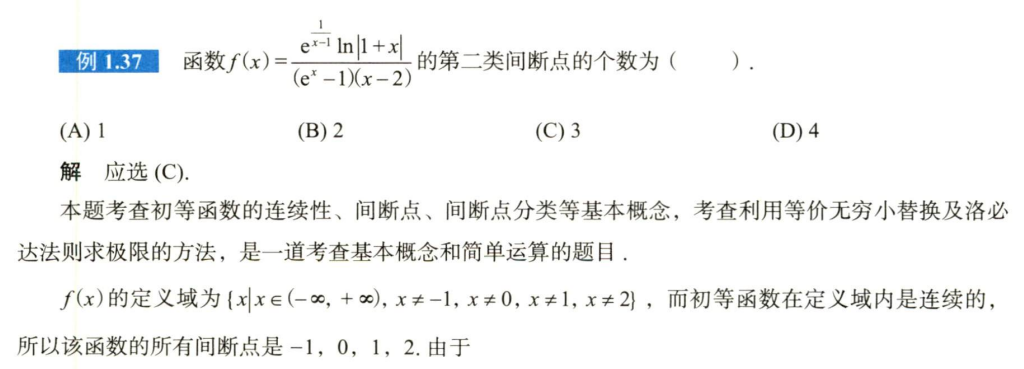 例 1.37 函数 f(x)=\frac{e^{\frac{1}{x-1}}\ln|1+x|}{(e^x-1)(x-2)} 的第二类间断点的个数为( ).
(A) 1 (B) 2 (C) 3 (D) 4
解 应选 (C).
本题考查初等函数的连续性、间断点、间断点分类等基本概念，考查利用等价无穷小替换及洛必
达法则求极限的方法，是一道考查基本概念和简单运算的题目.
f(x)的定义域为{x|x∈(-∞, +∞), x≠-1, x≠0, x≠1, x≠2}，而初等函数在定义域内是连续的，
所以该函数的所有间断点是 -1，0，1，2. 由于